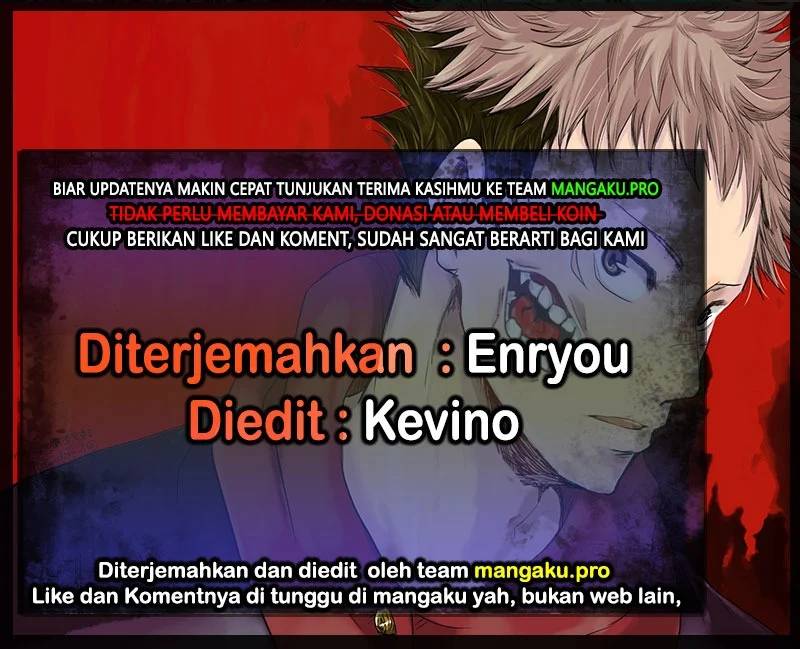 BIAR UPDATENYA MAKIN CEPAT TUNJUKAN TERIMA KASIHMU KE TEAM MANGAKU.PRO
TIDAK PERLU MEMBAYAR KAMI, DONASI ATAU MEMBELI KOIN
CUKUP BERIKAN LIKE DAN KOMENT, SUDAH SANGAT BERARTI BAGI KAMI
Diterjemahkan : Enryou
Diedit : Kevino
Diterjemahkan dan diedit oleh team mangaku.pro
Like dan Komentnya di tunggu di mangaku yah, bukan web lain,